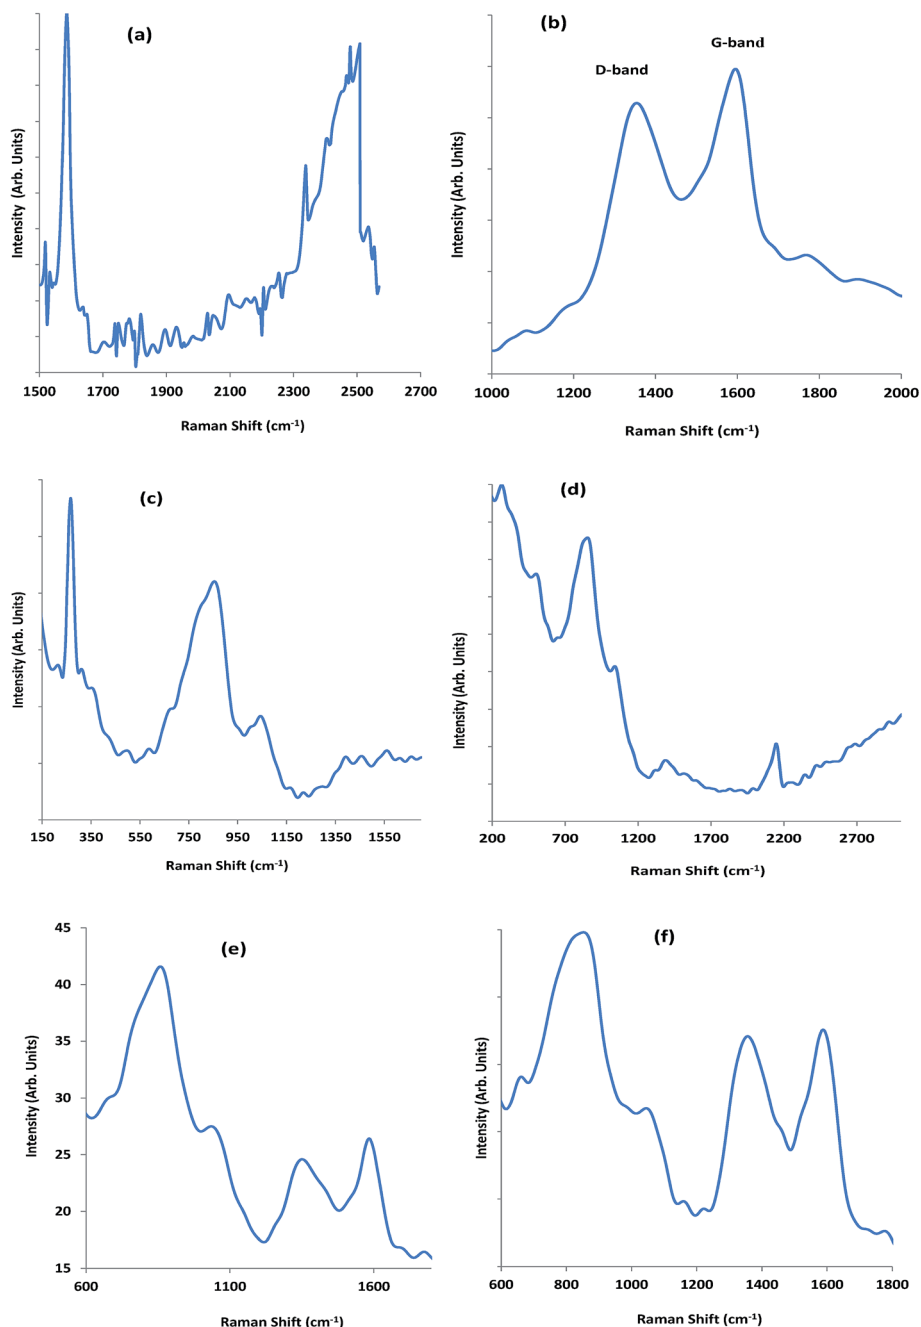 (a)
Intensity (Arb. Units)
1500 1700 1900 2100 2300 2500 2700
Raman Shift (cm⁻¹)
(b)
D-band
G-band
Intensity (Arb. Units)
1000 1200 1400 1600 1800 2000
Raman Shift (cm⁻¹)
(c)
Intensity (Arb. Units)
150 350 550 750 950 1150 1350 1550
Raman Shift (cm⁻¹)
(d)
Intensity (Arb. Units)
200 700 1200 1700 2200 2700
Raman Shift (cm⁻¹)
(e)
Intensity (Arb. Units)
45
40
35
30
25
20
15
600 1100 1600
Raman Shift (cm⁻¹)
(f)
Intensity (Arb. Units)
600 800 1000 1200 1400 1600 1800
Raman Shift (cm⁻¹)